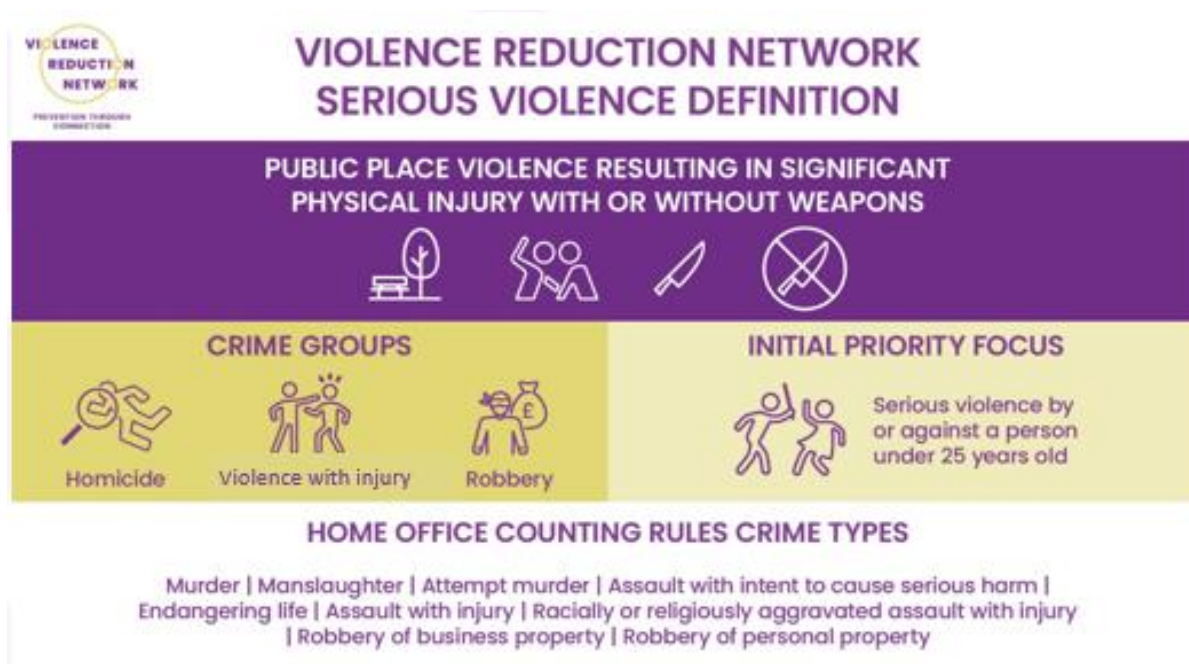 VIOLENCE
REDUCTION
NETWORK
PREVENTION THROUGH
CONNECTION
VIOLENCE REDUCTION NETWORK
SERIOUS VIOLENCE DEFINITION
PUBLIC PLACE VIOLENCE RESULTING IN SIGNIFICANT
PHYSICAL INJURY WITH OR WITHOUT WEAPONS
CRIME GROUPS
£
Homicide
Violence with injury
Robbery
INITIAL PRIORITY FOCUS
Serious violence by
or against a person
under 25 years old
HOME OFFICE COUNTING RULES CRIME TYPES
Murder | Manslaughter | Attempt murder | Assault with intent to cause serious harm |
Endangering life | Assault with injury | Racially or religiously aggravated assault with injury
| Robbery of business property | Robbery of personal property